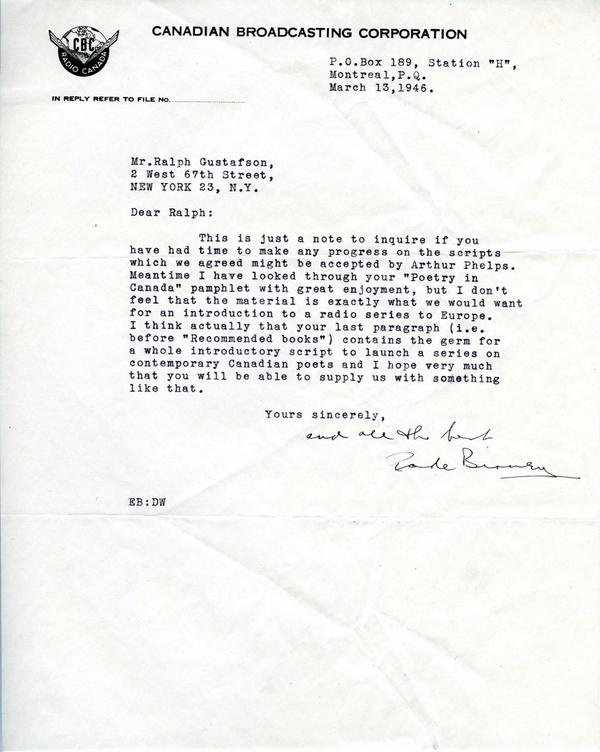 CBC
RADIO CANADA
CANADIAN BROADCASTING CORPORATION
P.O.Box 189, Station "H",
Montreal,P.Q.
March 13,1946.
IN REPLY REFER TO FILE No.
Mr.Ralph Gustafson,
2 West 67th Street,
NEW YORK 23, N.Y.
Dear Ralph:
This is just a note to inquire if you
have had time to make any progress on the scripts
which we agreed might be accepted by Arthur Phelps.
Meantime I have looked through your "Poetry in
Canada" pamphlet with great enjoyment, but I don't
feel that the material is exactly what we would want
for an introduction to a radio series to Europe.
I think actually that your last paragraph (i.e.
before "Recommended books") contains the germ for
a whole introductory script to launch a series on
contemporary Canadian poets and I hope very much
that you will be able to supply us with something
like that.
Yours sincerely,
and all the best
Birney
EB:DW